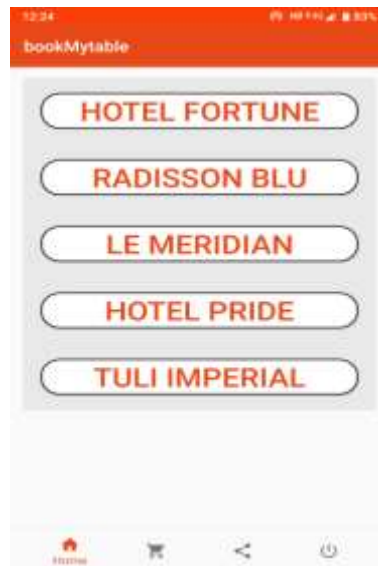 12:34
bookMytable
HOTEL FORTUNE
RADISSON BLU
LE MERIDIAN
HOTEL PRIDE
TULI IMPERIAL
Home